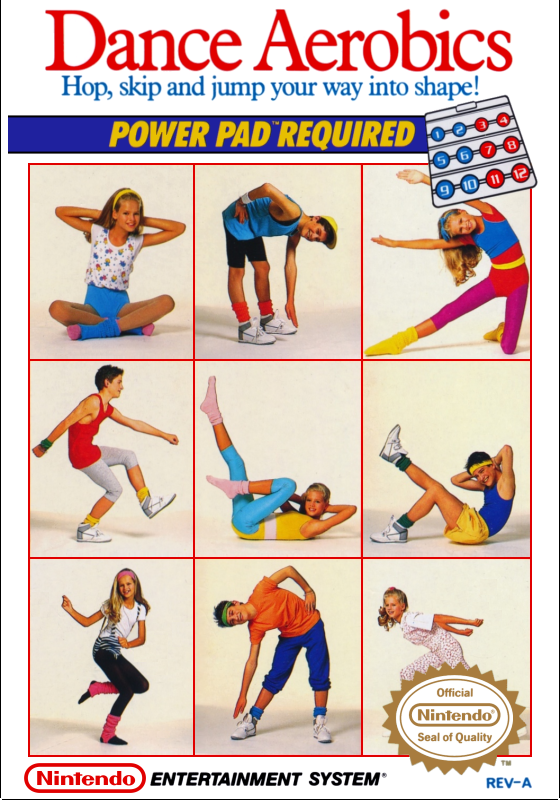 Dance Aerobics
Hop, skip and jump your way into shape!
POWER PAD™ REQUIRED
1 2 3 4
5 6 7 8
9 10 11 12
Official
Nintendo
Seal of Quality
TM
Nintendo ENTERTAINMENT SYSTEM®
REV-A